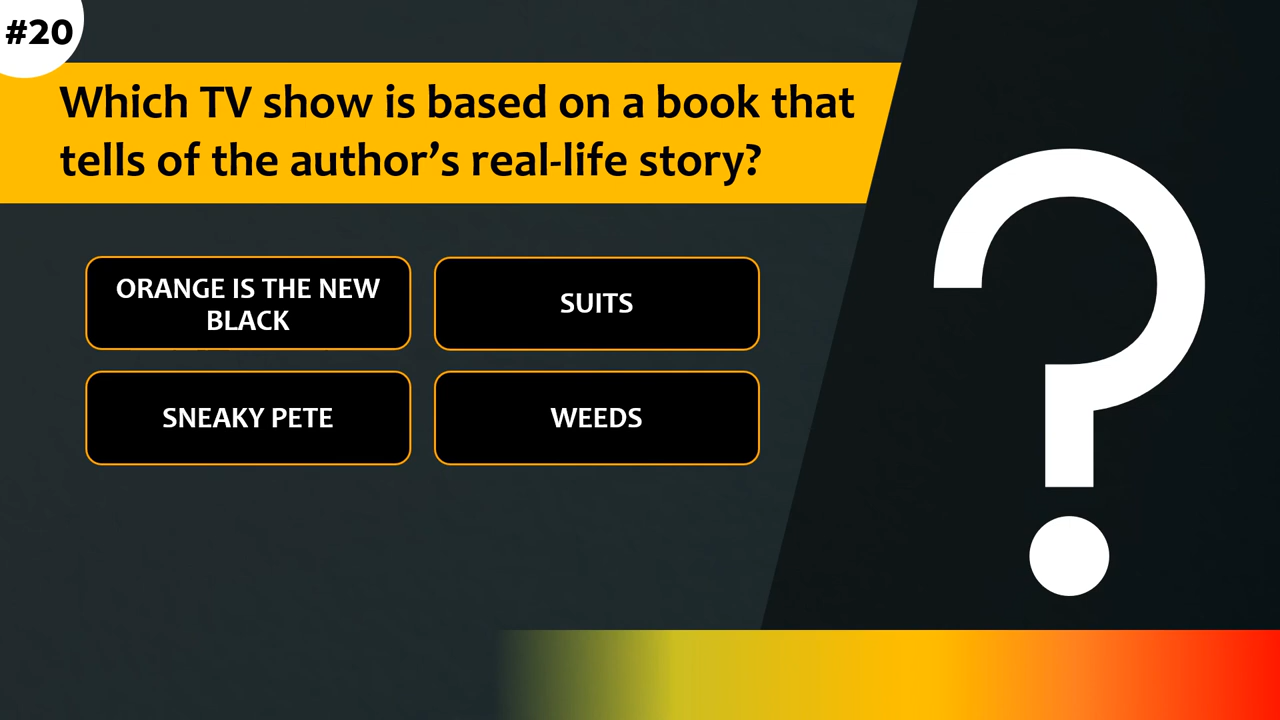 #20
Which TV show is based on a book that
tells of the author’s real-life story?
ORANGE IS THE NEW
BLACK
SUITS
SNEAKY PETE
WEEDS